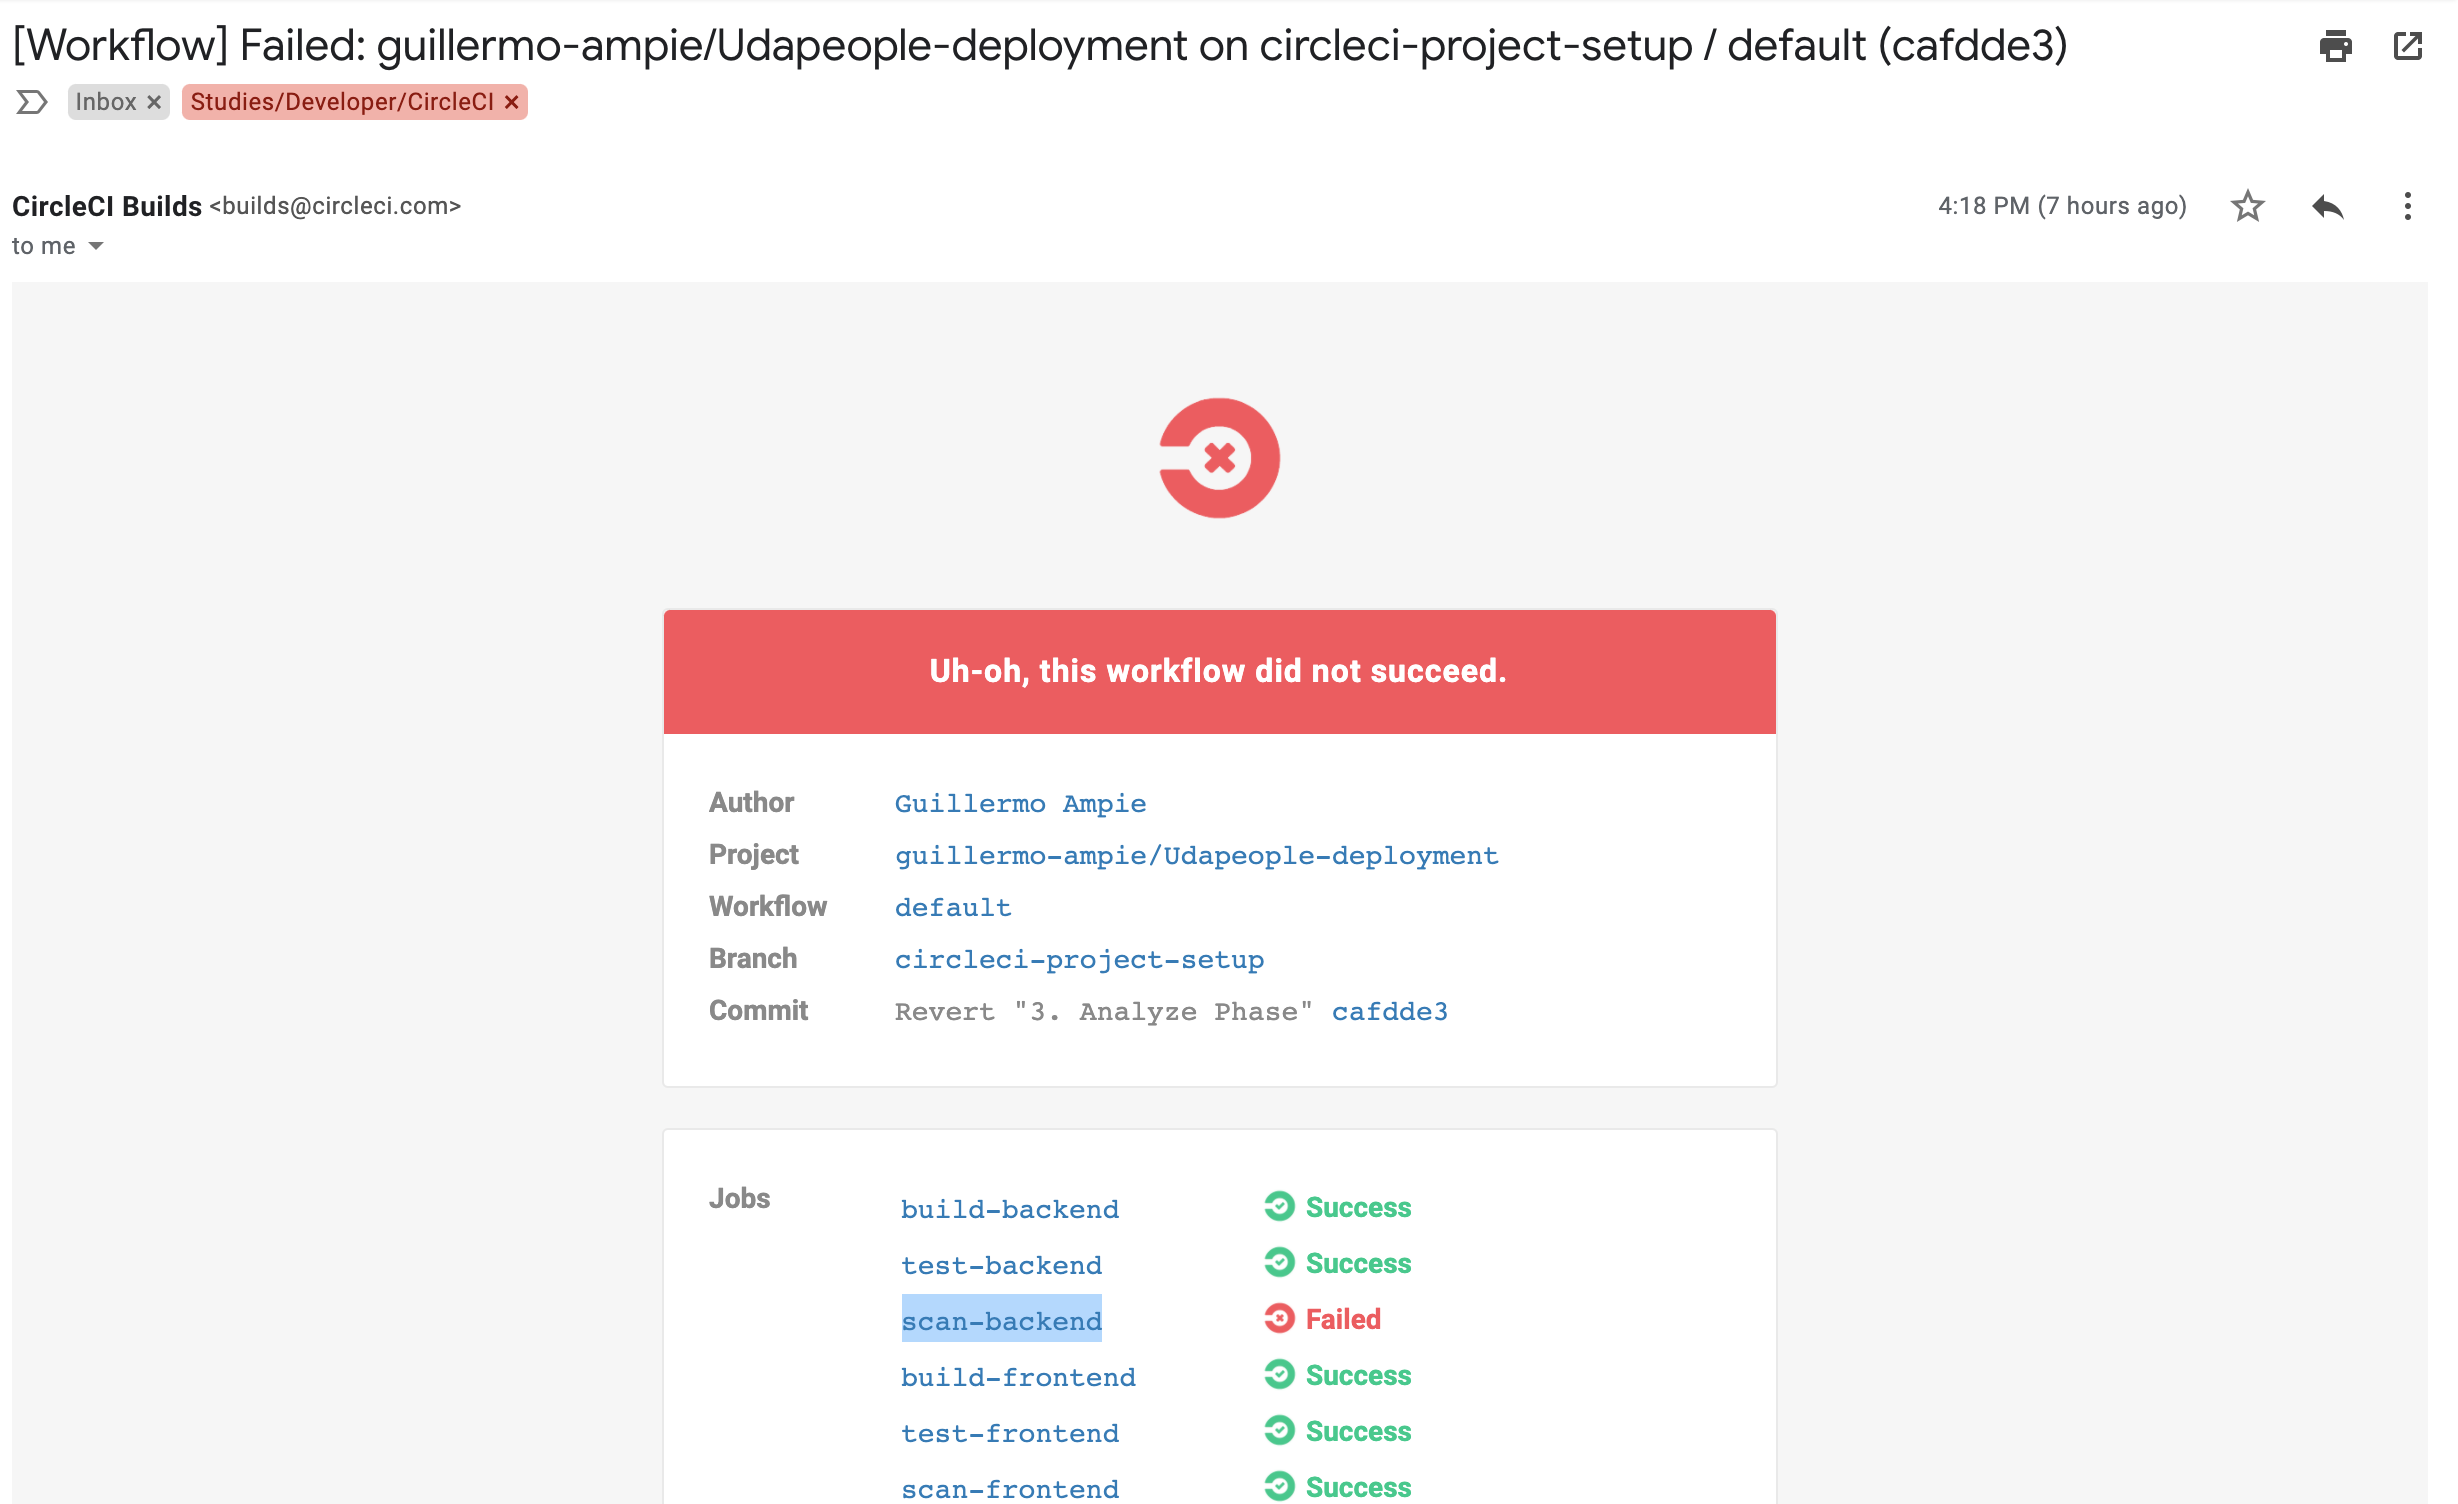 [Workflow] Failed: guillermo-ampie/Udapeople-deployment on circleci-project-setup / default (cafdde3)
Inbox × Studies/Developer/CircleCI ×
CircleCI Builds <builds@circleci.com> 4:18 PM (7 hours ago)
to me
Uh-oh, this workflow did not succeed.
Author Guillermo Ampie
Project guillermo-ampie/Udapeople-deployment
Workflow default
Branch circleci-project-setup
Commit Revert "3. Analyze Phase" cafdde3
Jobs build-backend Success
test-backend Success
scan-backend Failed
build-frontend Success
test-frontend Success
scan-frontend Success